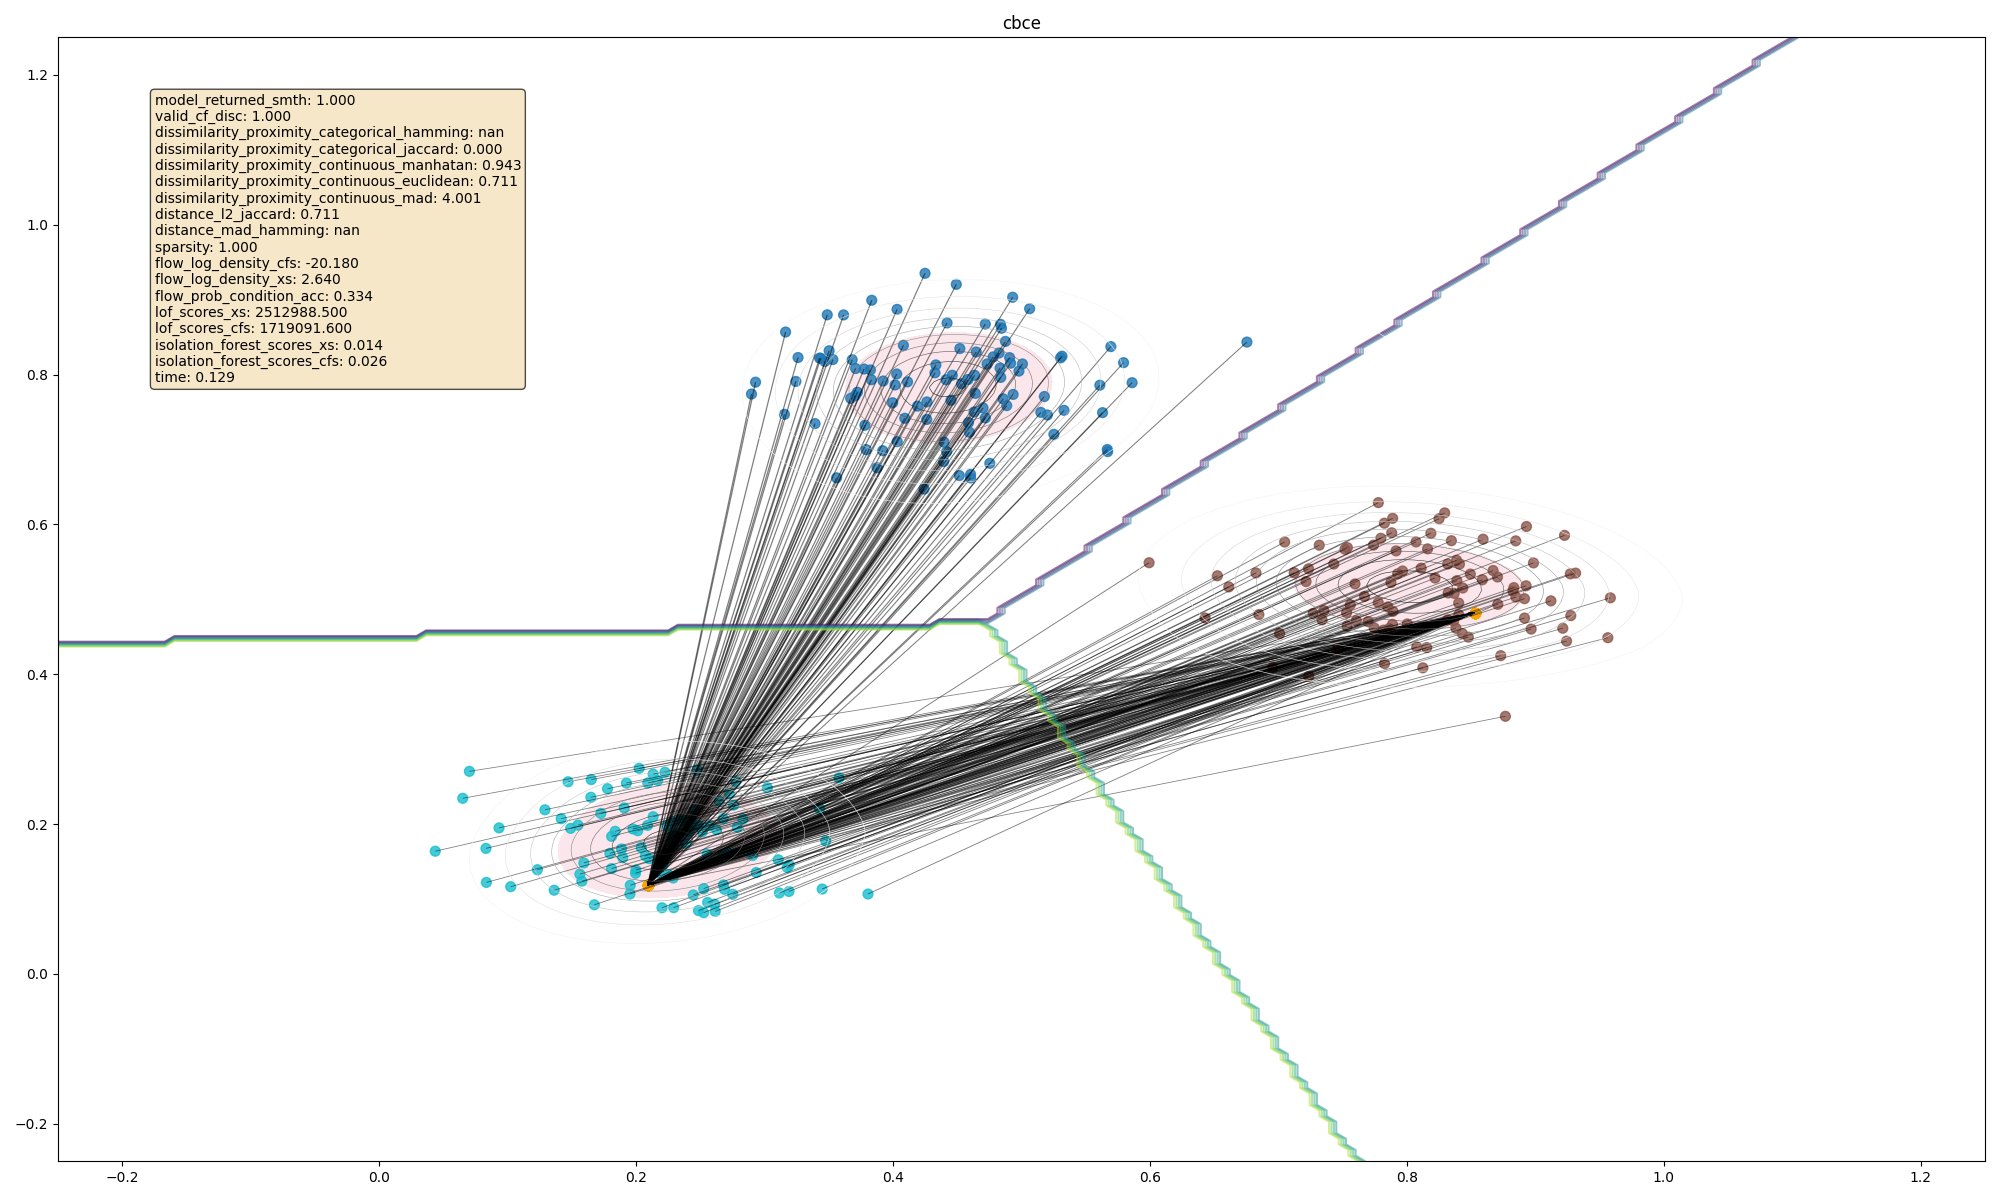 cbce
1.2
1.0
0.8
0.6
0.4
0.2
0.0
−0.2
model_returned_smth: 1.000
valid_cf_disc: 1.000
dissimilarity_proximity_categorical_hamming: nan
dissimilarity_proximity_categorical_jaccard: 0.000
dissimilarity_proximity_continuous_manhatan: 0.943
dissimilarity_proximity_continuous_euclidean: 0.711
dissimilarity_proximity_continuous_mad: 4.001
distance_l2_jaccard: 0.711
distance_mad_hamming: nan
sparsity: 1.000
flow_log_density_cfs: -20.180
flow_log_density_xs: 2.640
flow_prob_condition_acc: 0.334
lof_scores_xs: 2512988.500
lof_scores_cfs: 1719091.600
isolation_forest_scores_xs: 0.014
isolation_forest_scores_cfs: 0.026
time: 0.129
−0.2 0.0 0.2 0.4 0.6 0.8 1.0 1.2